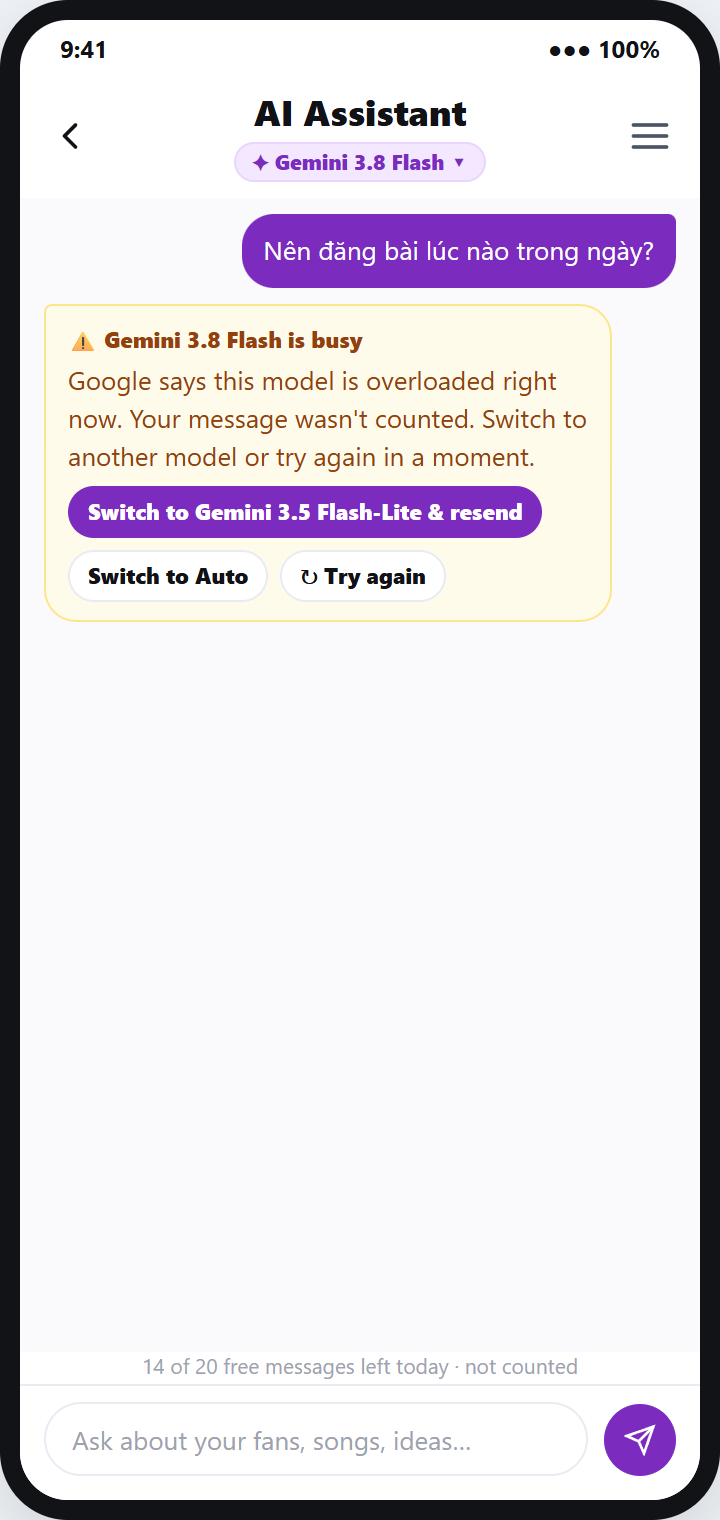 9:41
●●● 100%
AI Assistant
✦ Gemini 3.8 Flash ▼
Nên đăng bài lúc nào trong ngày?
⚠️ Gemini 3.8 Flash is busy
Google says this model is overloaded right
now. Your message wasn't counted. Switch to
another model or try again in a moment.
Switch to Gemini 3.5 Flash-Lite & resend
Switch to Auto
↻ Try again
14 of 20 free messages left today · not counted
Ask about your fans, songs, ideas...